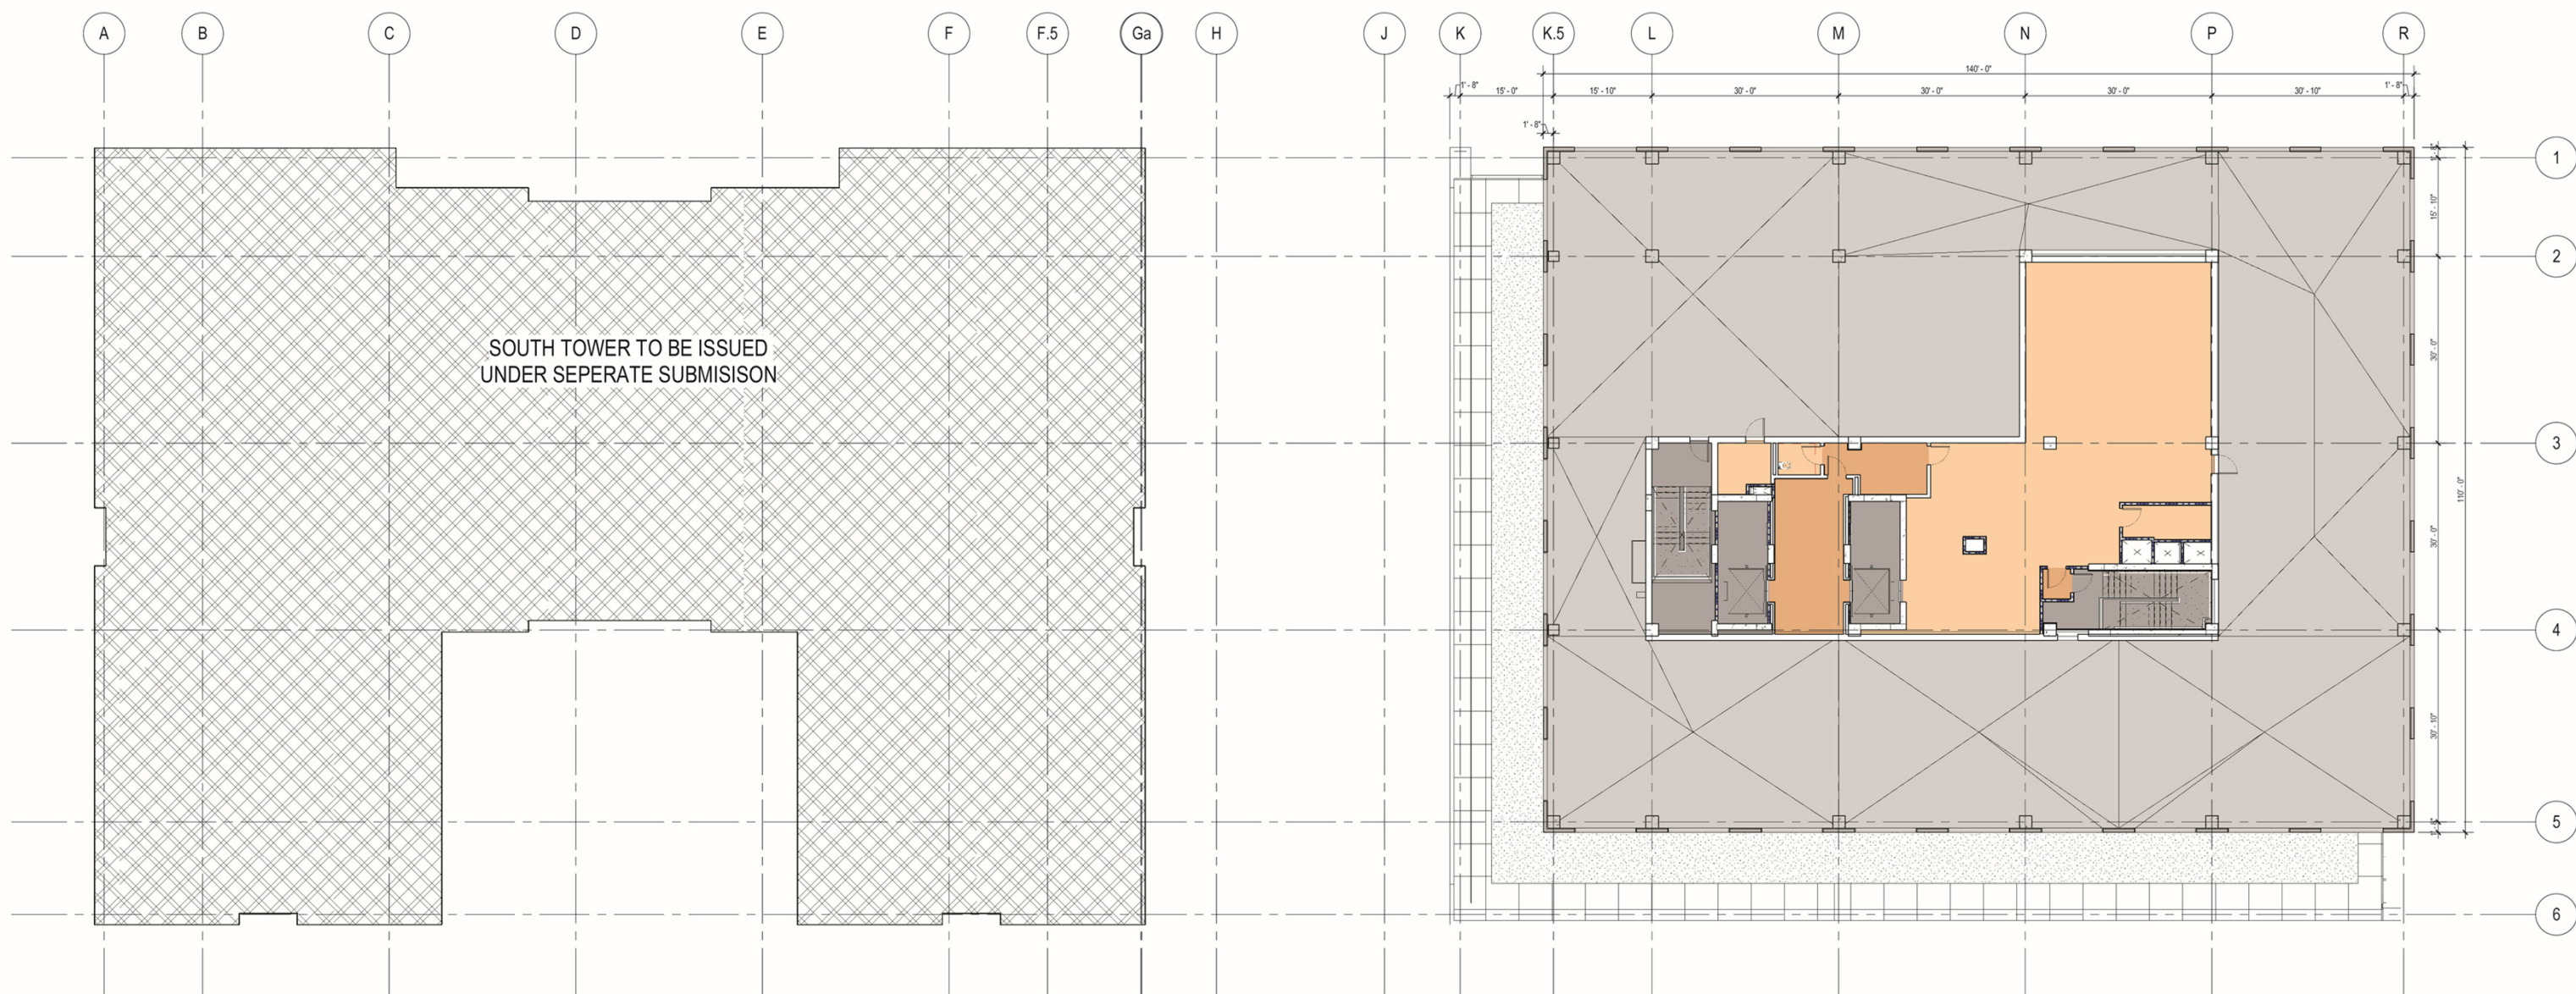 A B C D E F F.5 Ga H J K K.5 L M N P R
140' - 0"
1' - 8" 15' - 0" 15' - 10" 30' - 0" 30' - 0" 30' - 0" 30' - 10" 1' - 8"
1' - 8"
1
15' - 10"
2
SOUTH TOWER TO BE ISSUED
UNDER SEPERATE SUBMISISON
30' - 0"
3
110' - 0"
30' - 0"
4
30' - 10"
5
6